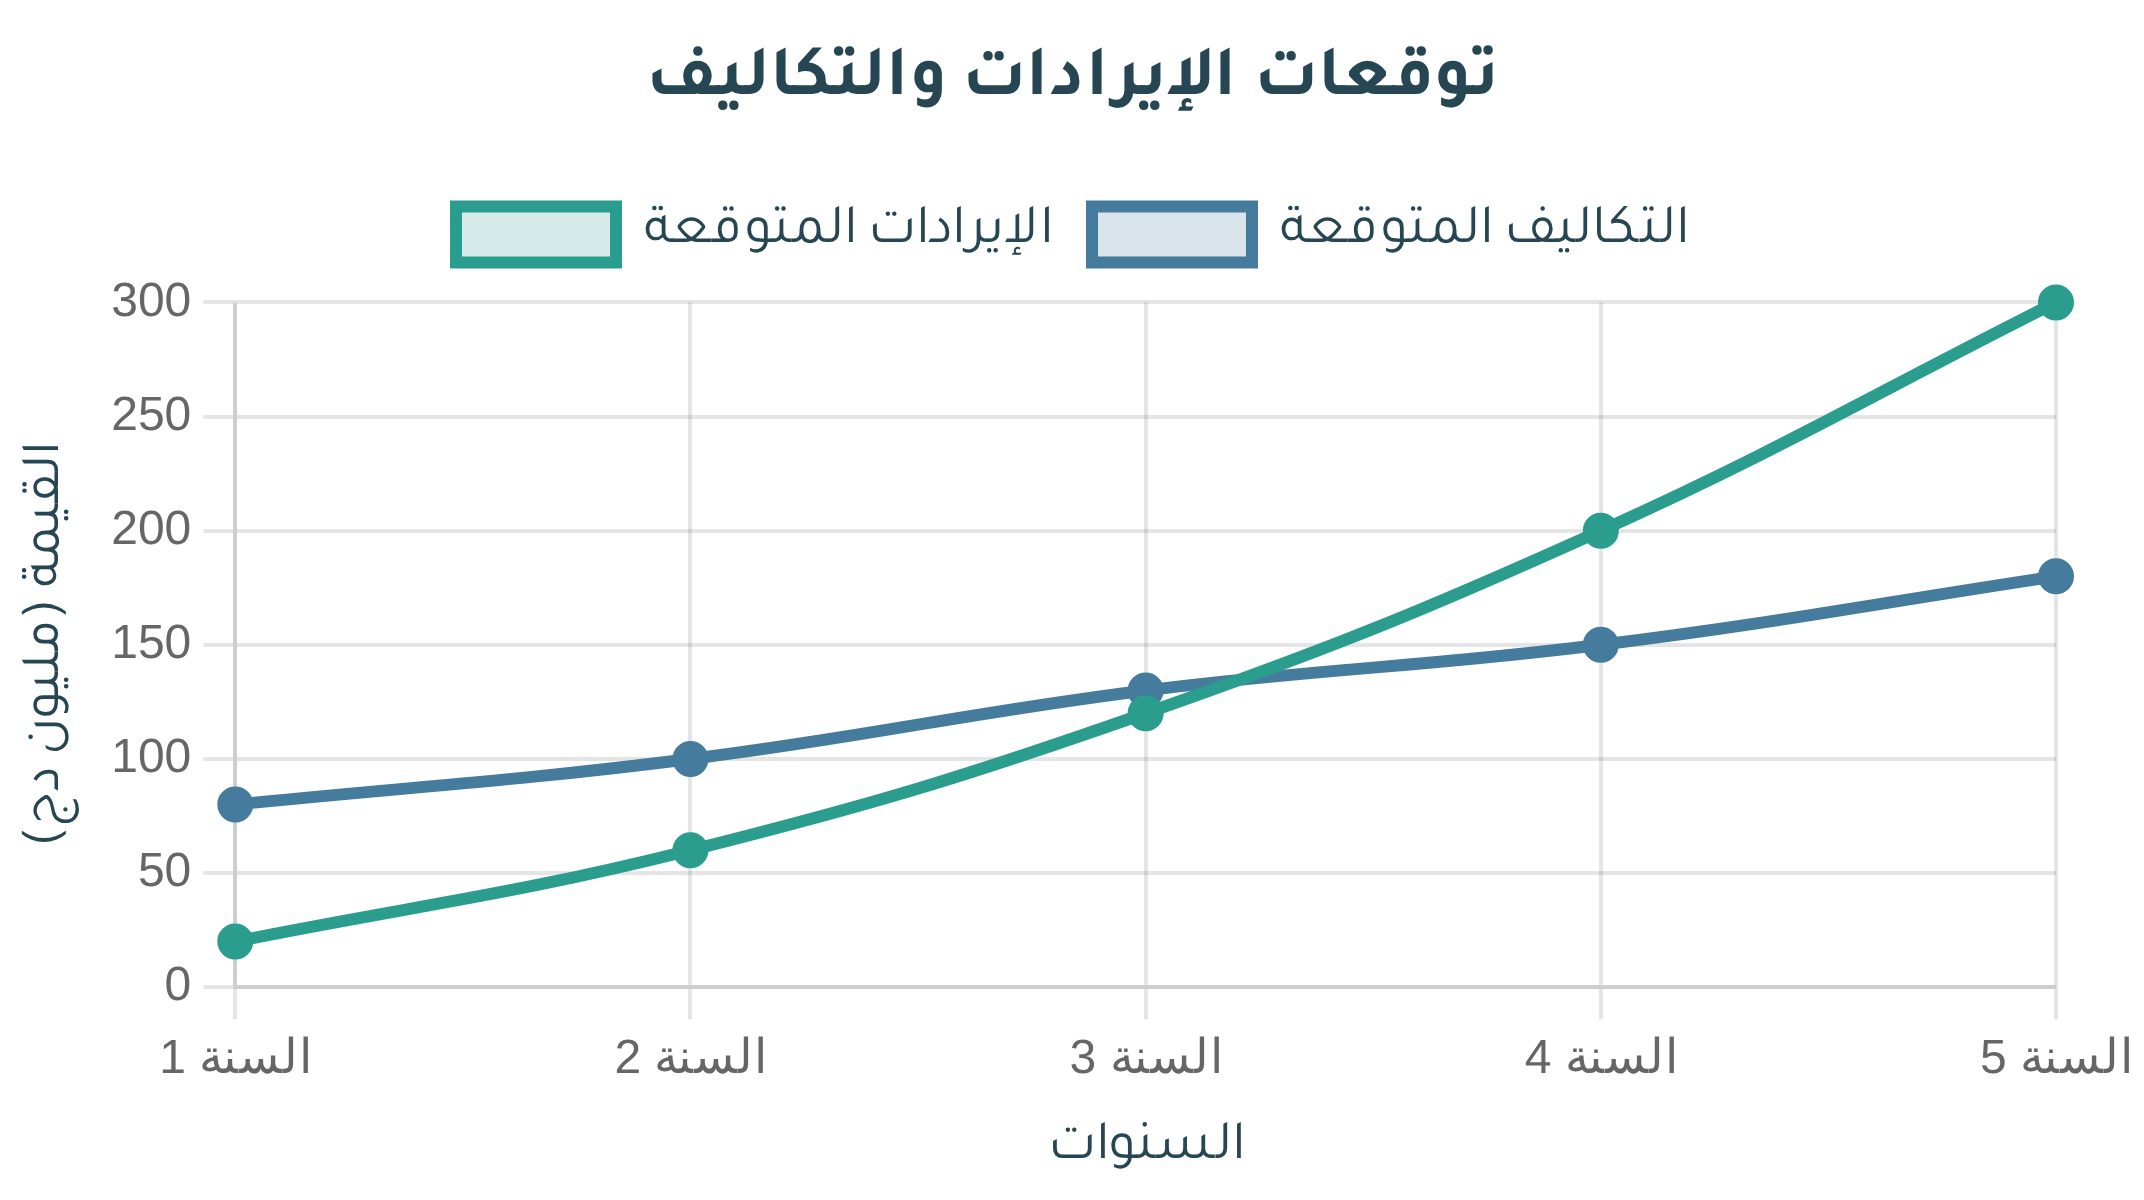 توقعات الإيرادات والتكاليف
الإيرادات المتوقعة
التكاليف المتوقعة
القيمة (مليون دج)
300
250
200
150
100
50
0
السنة 1
السنة 2
السنة 3
السنة 4
السنة 5
السنوات